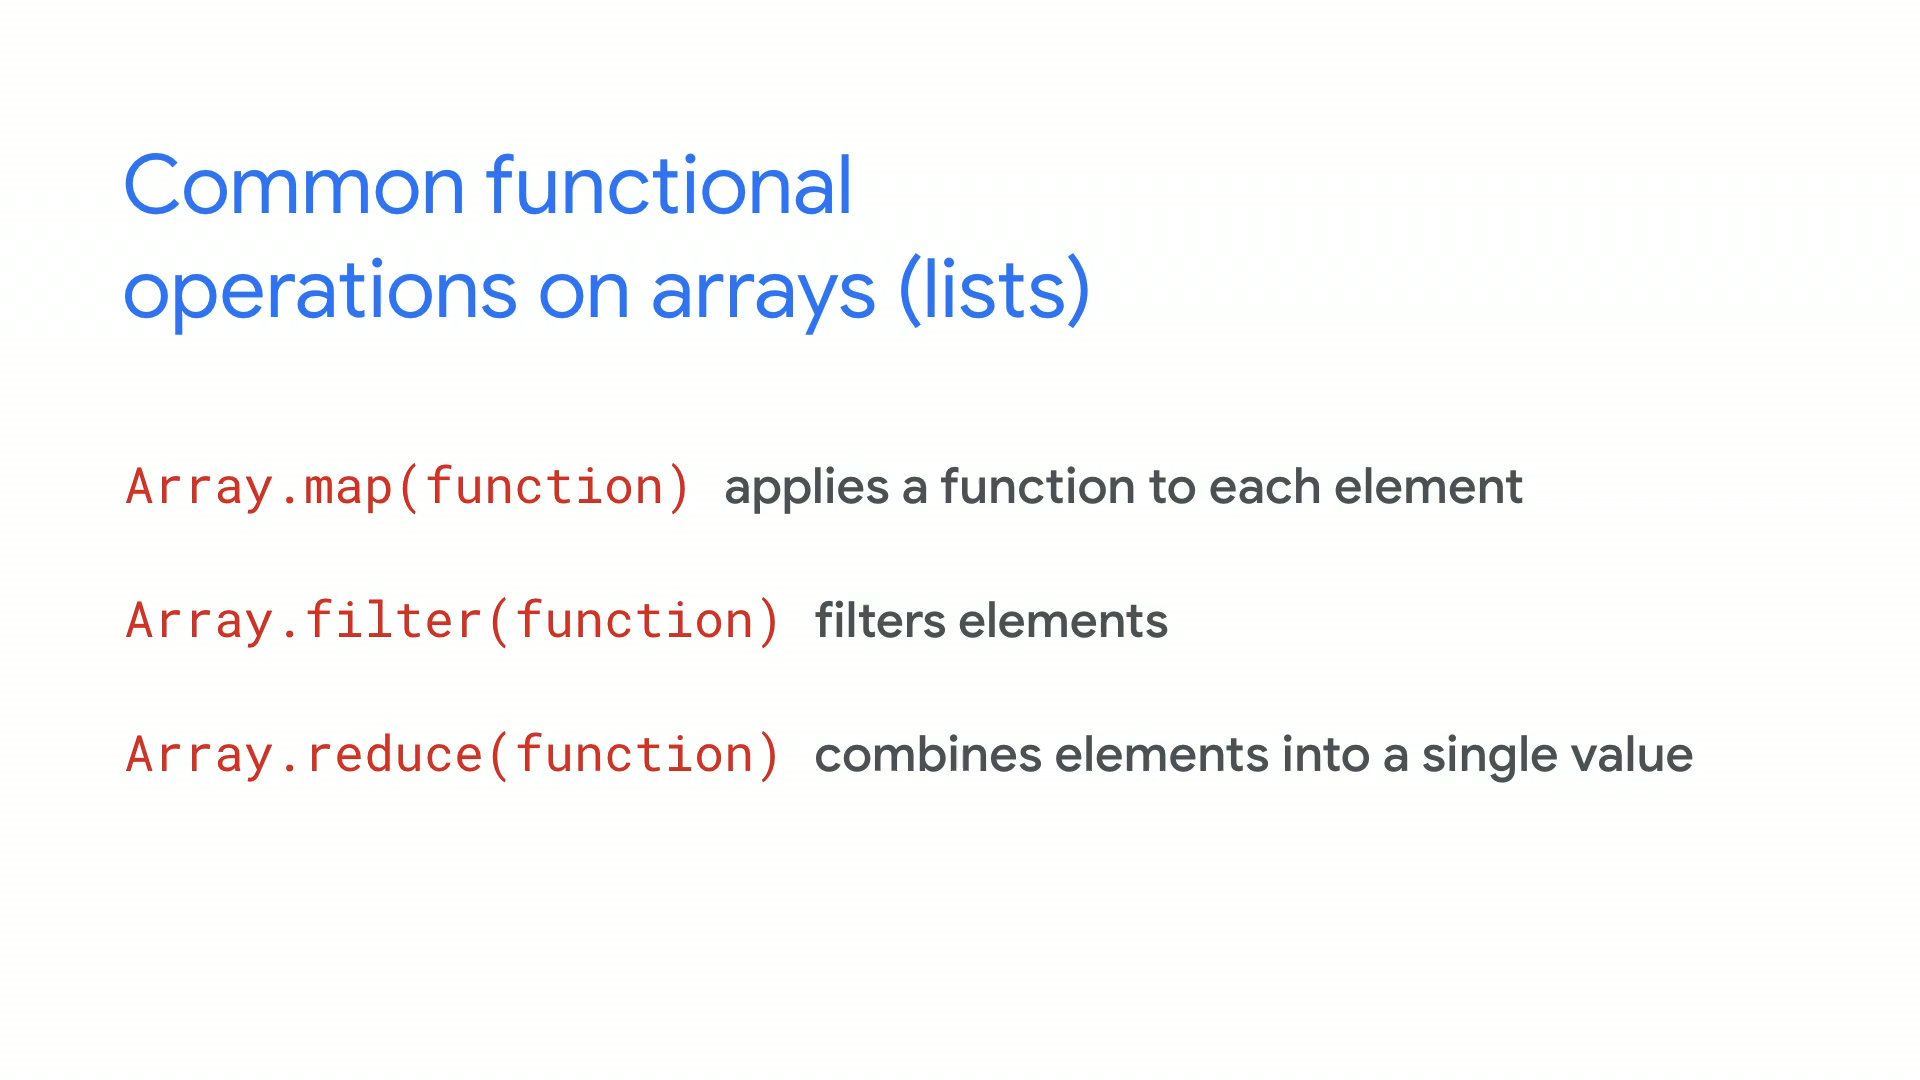 Common functional
operations on arrays (lists)
Array.map(function) applies a function to each element
Array.filter(function) filters elements
Array.reduce(function) combines elements into a single value